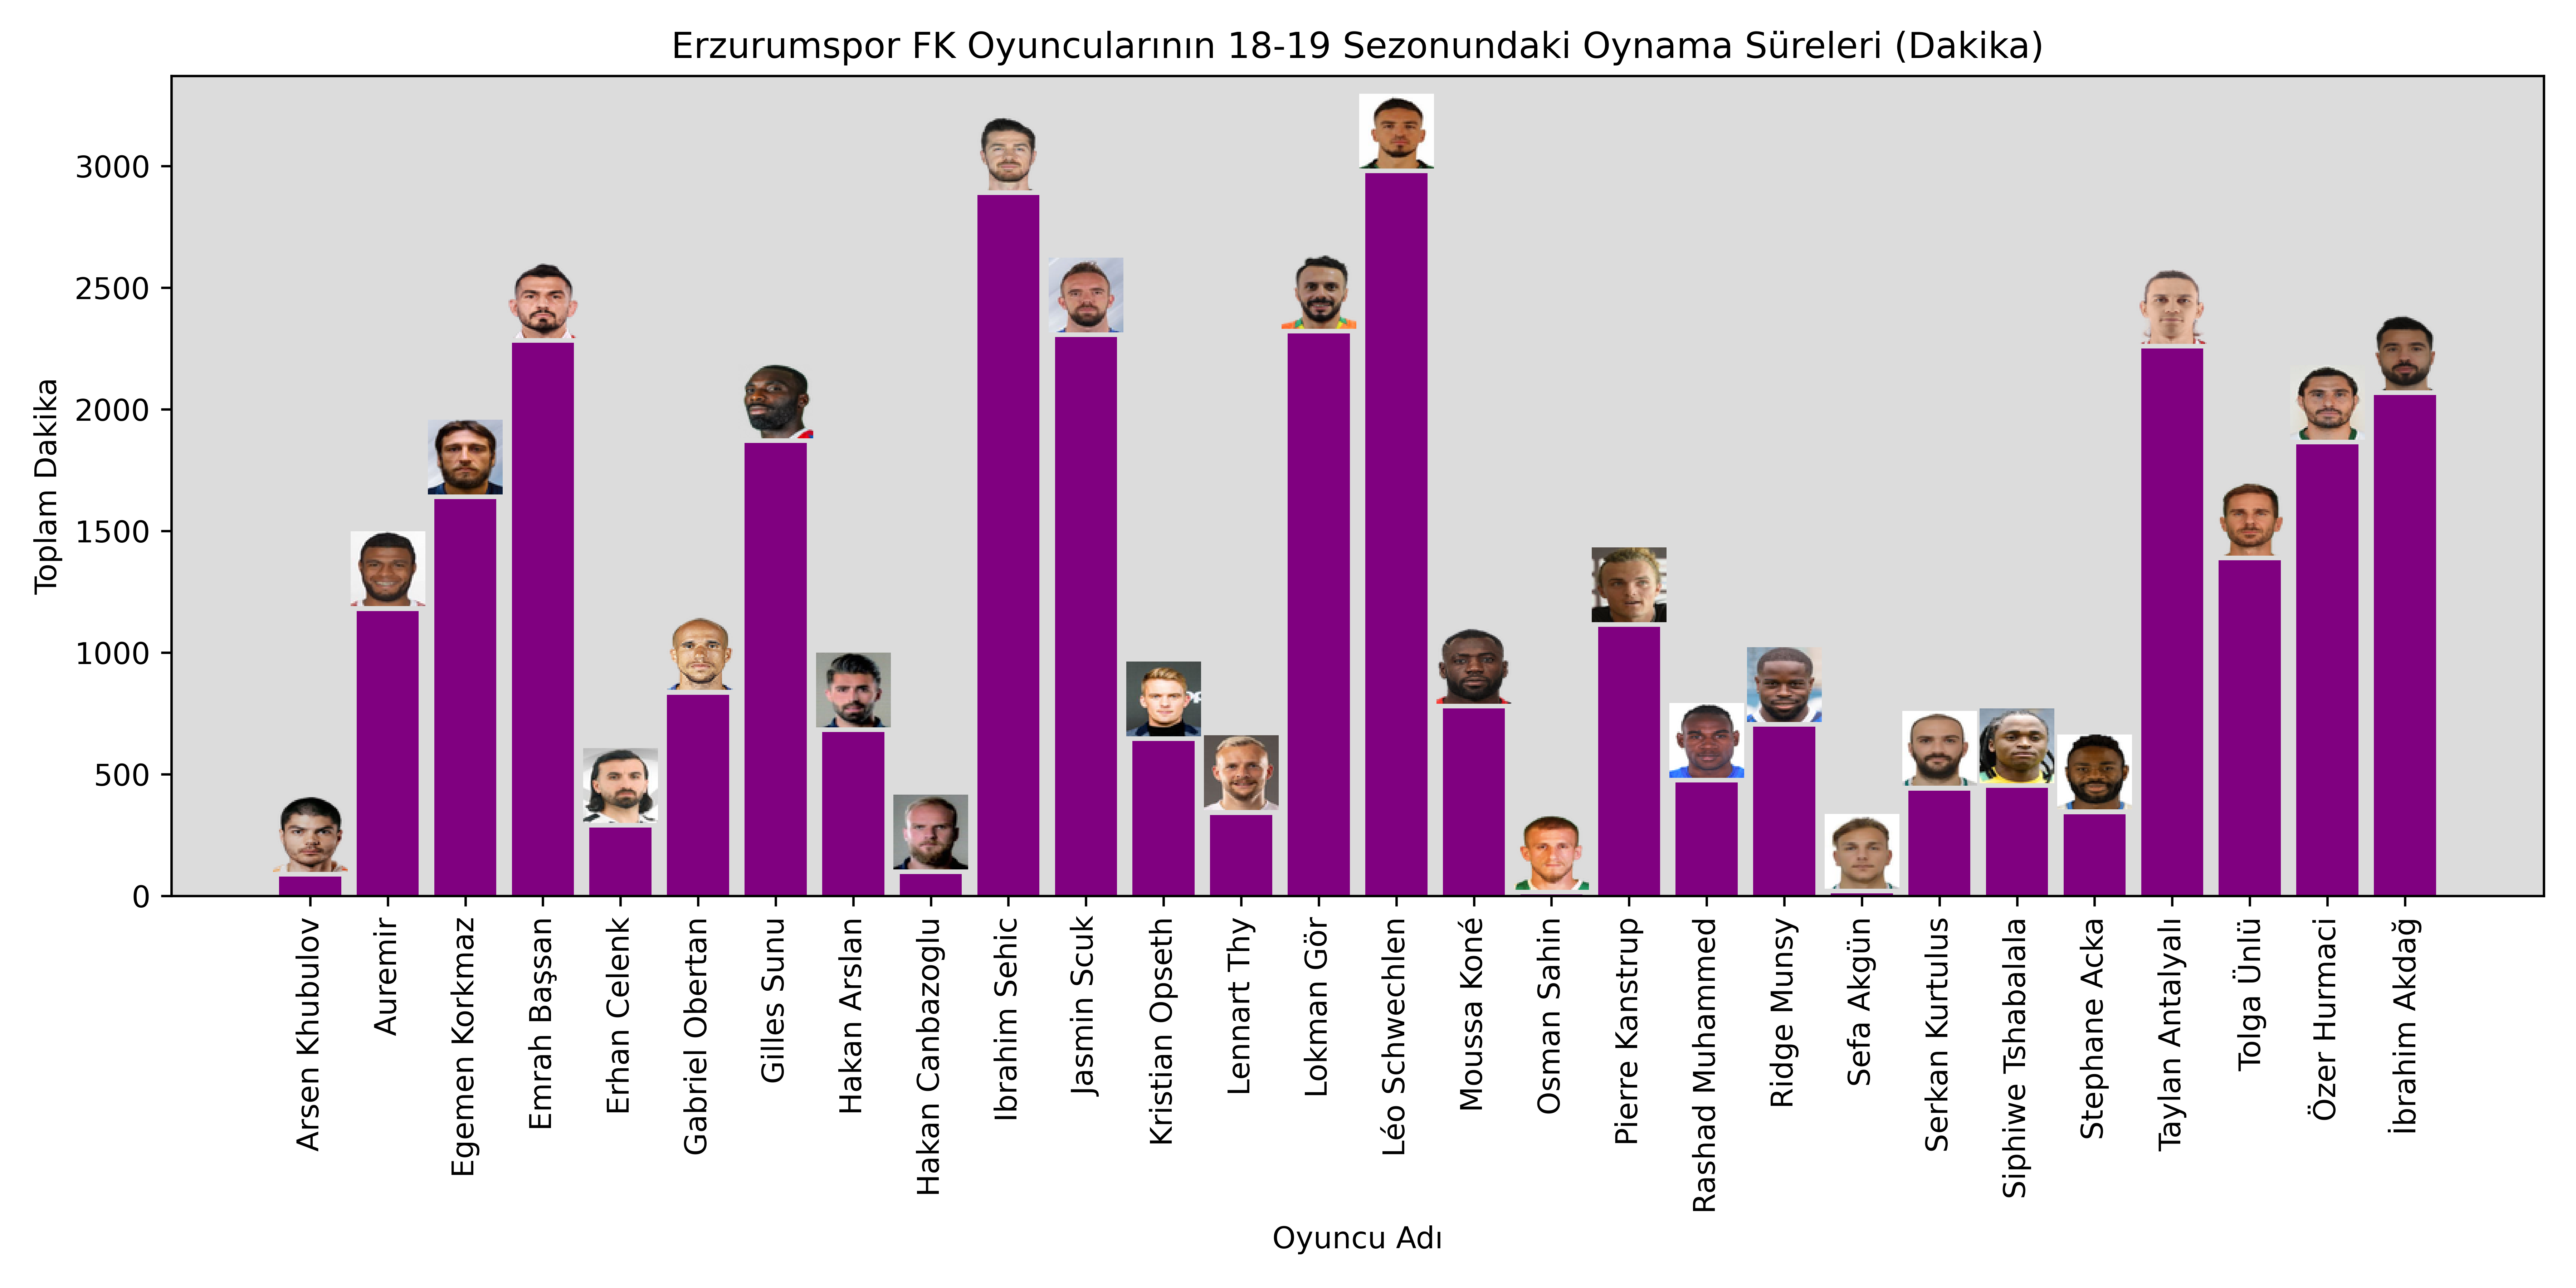 Erzurumspor FK Oyuncularının 18-19 Sezonundaki Oynama Süreleri (Dakika)
Toplam Dakika
3000
2500
2000
1500
1000
500
0
Arsen Khubulov
Auremir
Egemen Korkmaz
Emrah Başsan
Erhan Celenk
Gabriel Obertan
Gilles Sunu
Hakan Arslan
Hakan Canbazoglu
Ibrahim Sehic
Jasmin Scuk
Kristian Opseth
Lennart Thy
Lokman Gör
Léo Schwechlen
Moussa Koné
Osman Sahin
Pierre Kanstrup
Rashad Muhammed
Ridge Munsy
Sefa Akgün
Serkan Kurtulus
Siphiwe Tshabalala
Stephane Acka
Taylan Antalyalı
Tolga Ünlü
Özer Hurmaci
İbrahim Akdağ
Oyuncu Adı